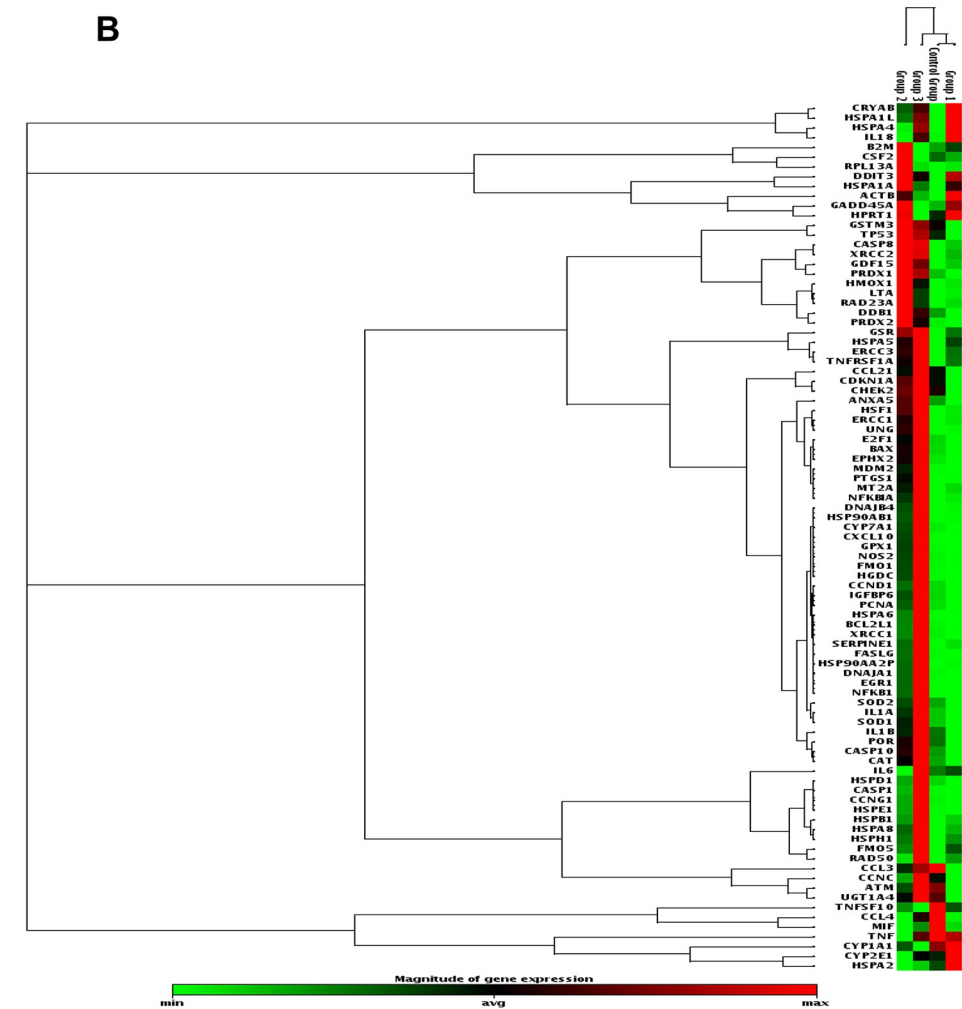 B
Group 2
Group 3
Control Group
Group 1
CRYAB
HSPA1L
HSPA4
IL18
B2M
CSF2
RPL13A
DDIT3
HSPA1A
ACTB
GADD45A
HPRT1
GSTM3
TP53
CASP8
XRCC2
GDF15
PRDX1
HMOX1
LTA
RAD23A
DDB1
PRDX2
GSR
HSPA5
ERCC3
TNFRSF1A
CCL21
CDKN1A
CHEK2
ANXA5
HSF1
ERCC1
UNG
E2F1
BAX
EPHX2
MDM2
PTGS1
MT2A
NFKBIA
DNAJB4
HSP90AB1
CYP7A1
CXCL10
GPX1
NOS2
FMO1
HGDC
CCND1
IGFBP6
PCNA
HSPA6
BCL2L1
XRCC1
SERPINE1
FASLG
HSP90AA2P
DNAJA1
EGR1
NFKB1
SOD2
IL1A
SOD1
IL1B
POR
CASP10
CAT
IL6
HSPD1
CASP1
CCNG1
HSPE1
HSPB1
HSPA8
HSPH1
FMO5
RAD50
CCL3
CCNC
ATM
UGT1A4
TNFSF10
CCL4
MIF
TNF
CYP1A1
CYP2E1
HSPA2
Magnitude of gene expression
min avg max